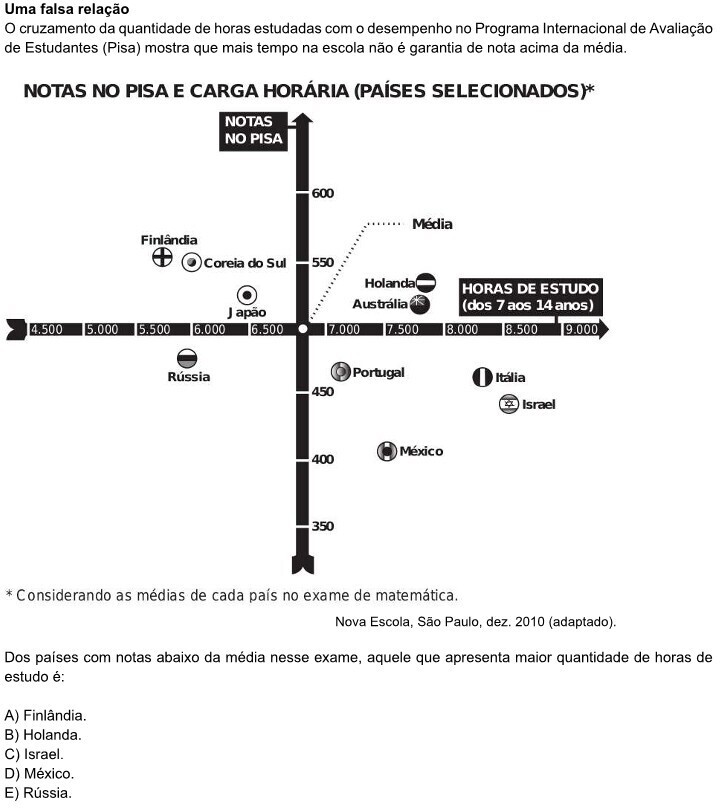 Uma falsa relação
O cruzamento da quantidade de horas estudadas com o desempenho no Programa Internacional de Avaliação
de Estudantes (Pisa) mostra que mais tempo na escola não é garantia de nota acima da média.
NOTAS NO PISA E CARGA HORÁRIA (PAÍSES SELECIONADOS)*
NOTAS
NO PISA
600
Média
Finlândia
Coreia do Sul
550
Holanda
HORAS DE ESTUDO
(dos 7 aos 14 anos)
Austrália
Japão
4.500 5.000 5.500 6.000 6.500 7.000 7.500 8.000 8.500 9.000
Rússia
Portugal
Itália
450
Israel
México
400
350
* Considerando as médias de cada país no exame de matemática.
Nova Escola, São Paulo, dez. 2010 (adaptado).
Dos países com notas abaixo da média nesse exame, aquele que apresenta maior quantidade de horas de
estudo é:
A) Finlândia.
B) Holanda.
C) Israel.
D) México.
E) Rússia.